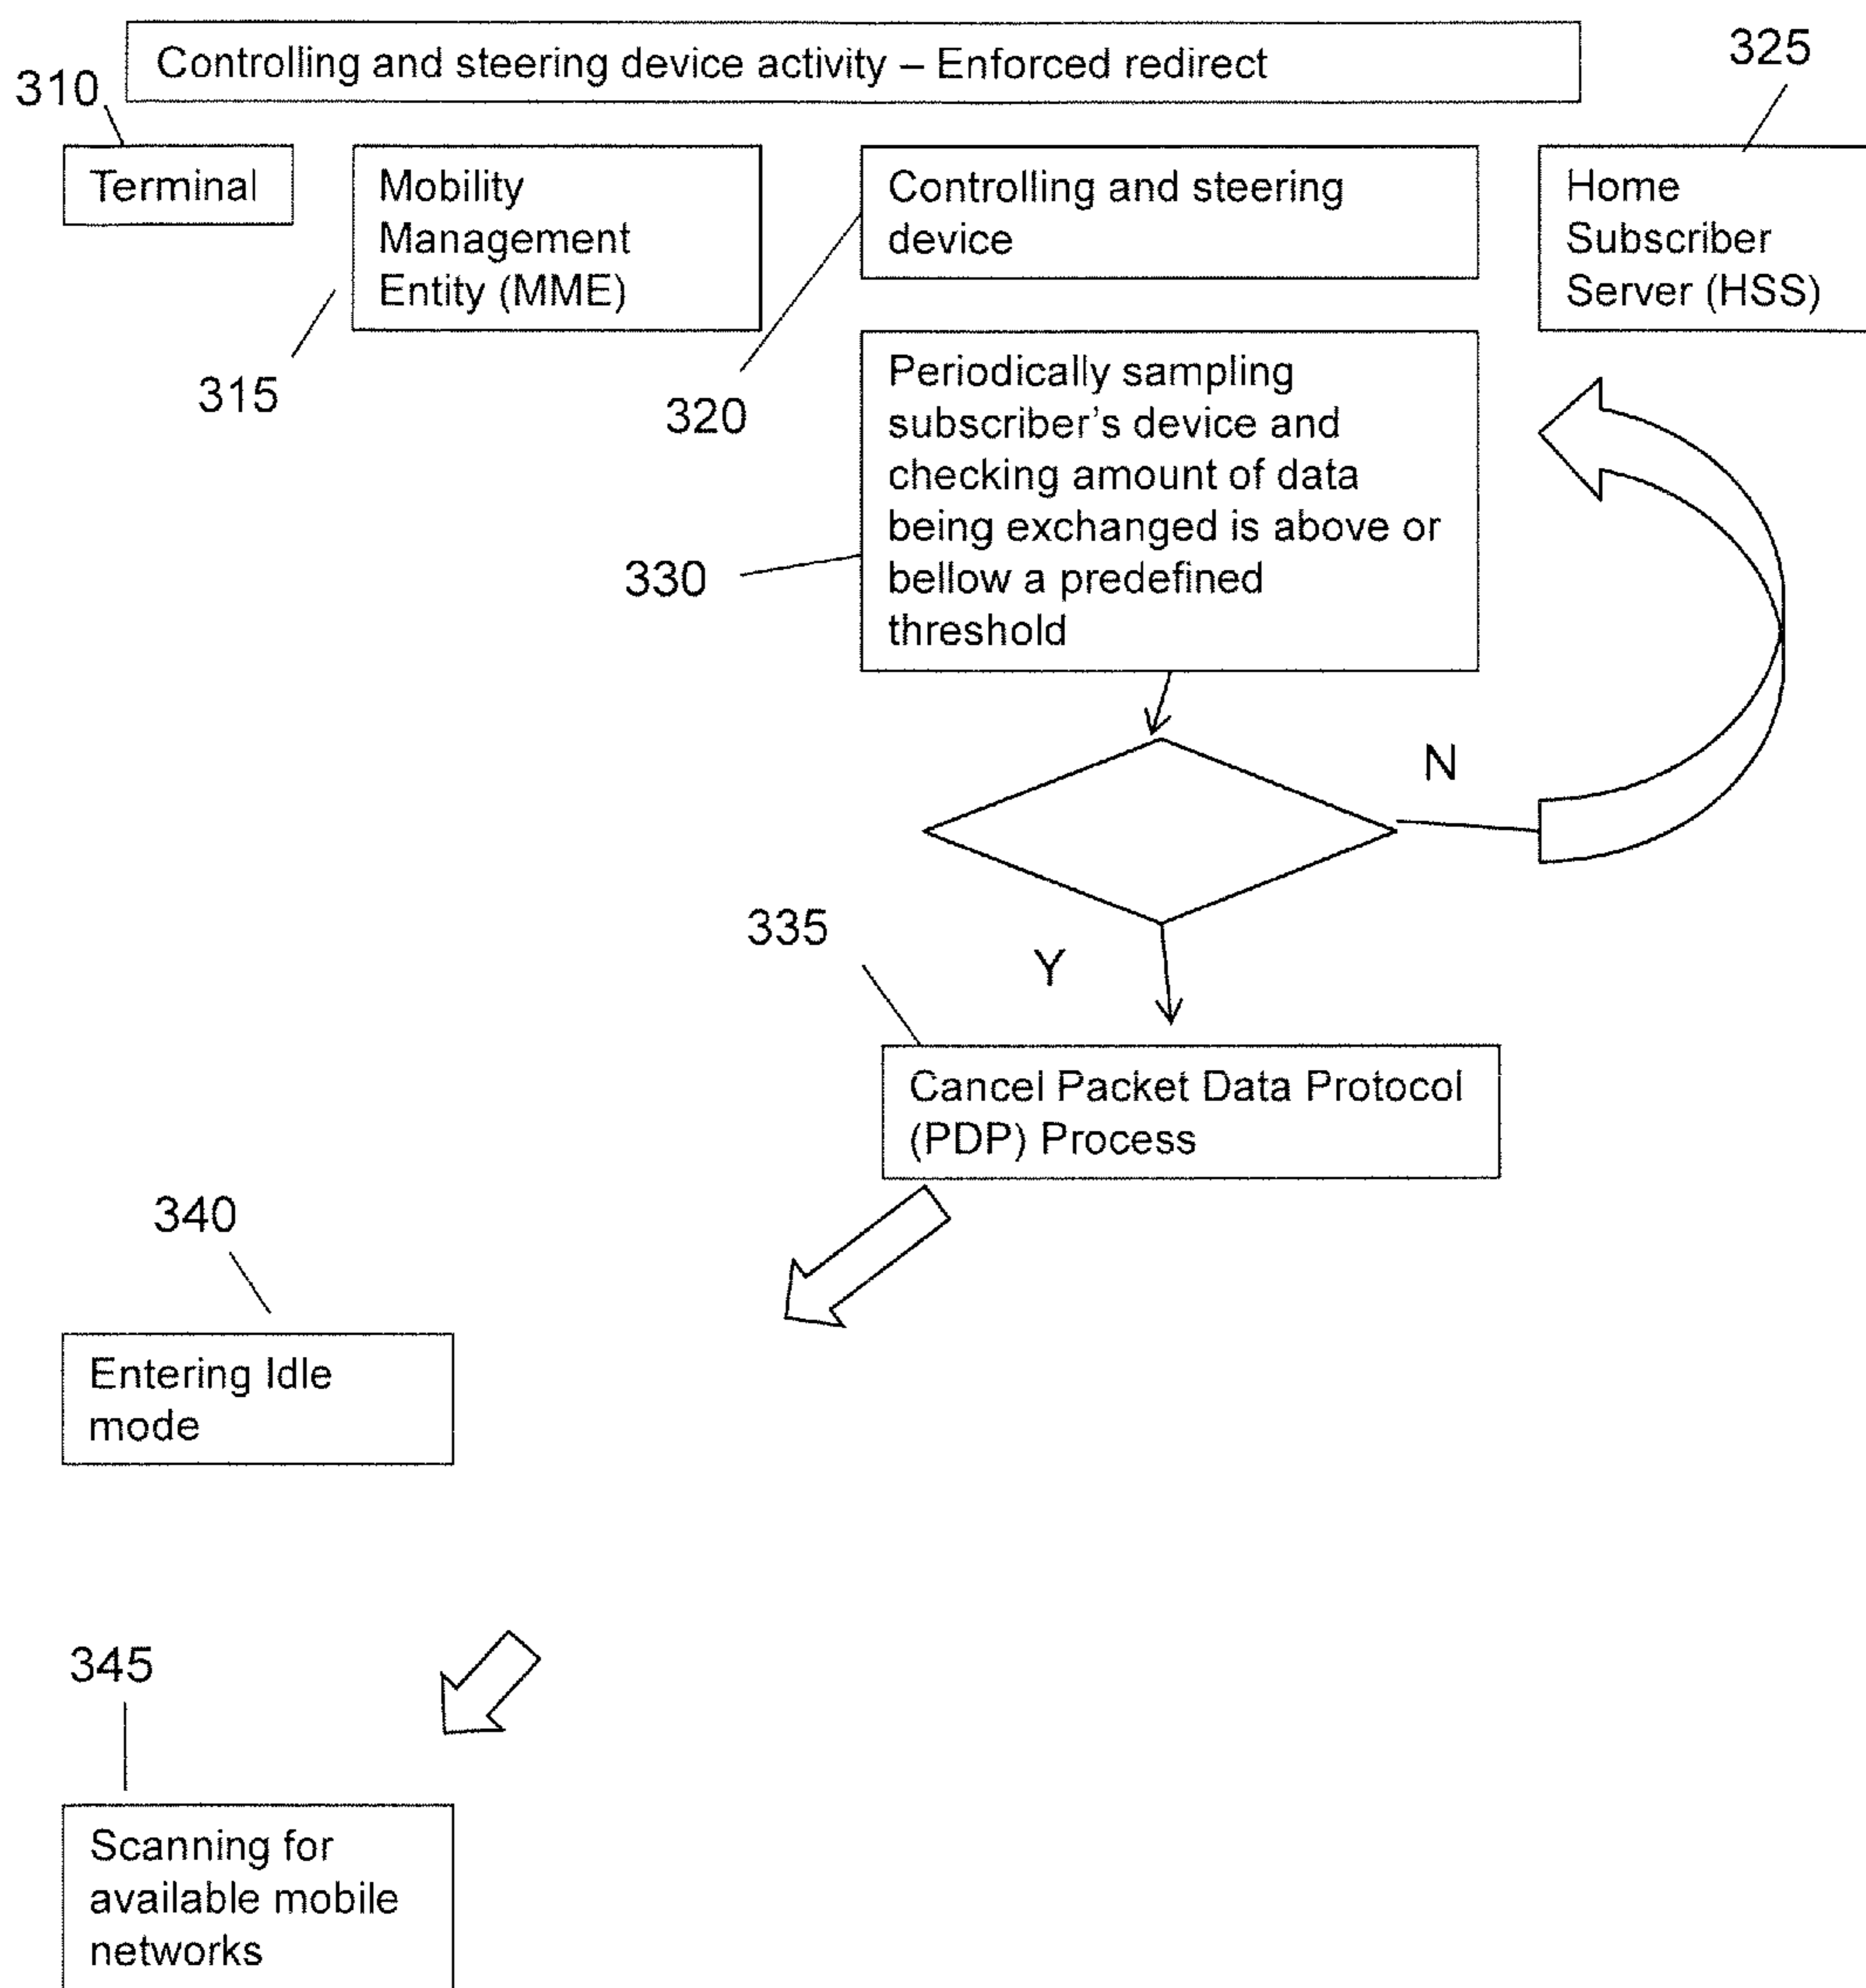 Controlling and steering device activity – Enforced redirect
325
310
Terminal
Mobility
Management
Entity (MME)
Controlling and steering
device
Home
Subscriber
Server (HSS)
315
320
Periodically sampling
subscriber's device and
checking amount of data
being exchanged is above or
bellow a predefined
threshold
330
N
335
Y
Cancel Packet Data Protocol
(PDP) Process
340
Entering Idle
mode
345
Scanning for
available mobile
networks